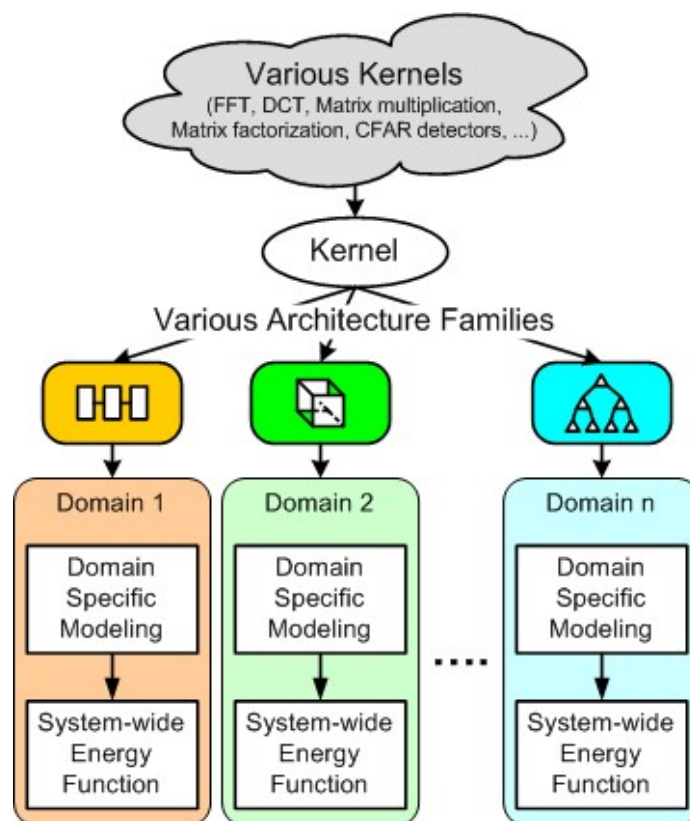 Various Kernels
(FFT, DCT, Matrix multiplication,
Matrix factorization, CFAR detectors, ...)
Kernel
Various Architecture Families
Domain 1
Domain
Specific
Modeling
System-wide
Energy
Function
Domain 2
Domain
Specific
Modeling
System-wide
Energy
Function
....
Domain n
Domain
Specific
Modeling
System-wide
Energy
Function